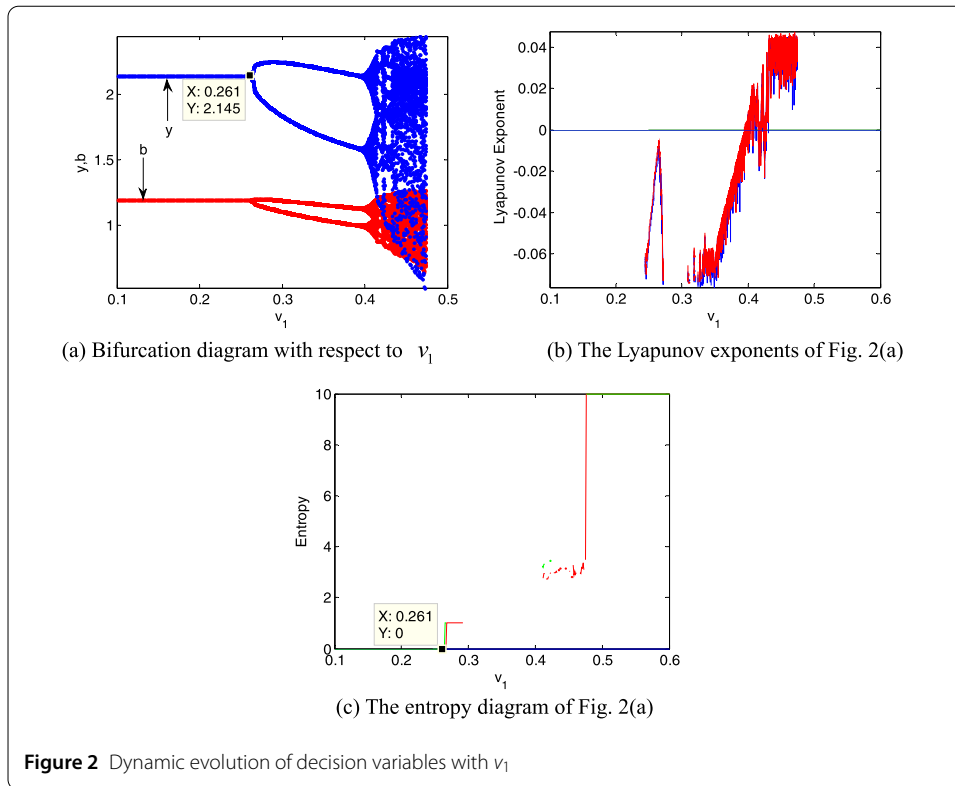 2
1.5
1
0.1
0.2
0.3
0.4
0.5
y,b
v1
X: 0.261
Y: 2.145
y
b
(a) Bifurcation diagram with respect to v1
0.04
0.02
0
-0.02
-0.04
-0.06
0.1
0.2
0.3
0.4
0.5
0.6
Lyapunov Exponent
v1
(b) The Lyapunov exponents of Fig. 2(a)
10
8
6
4
2
0
0.1
0.2
0.3
0.4
0.5
0.6
Entropy
v1
X: 0.261
Y: 0
(c) The entropy diagram of Fig. 2(a)
Figure 2 Dynamic evolution of decision variables with v1